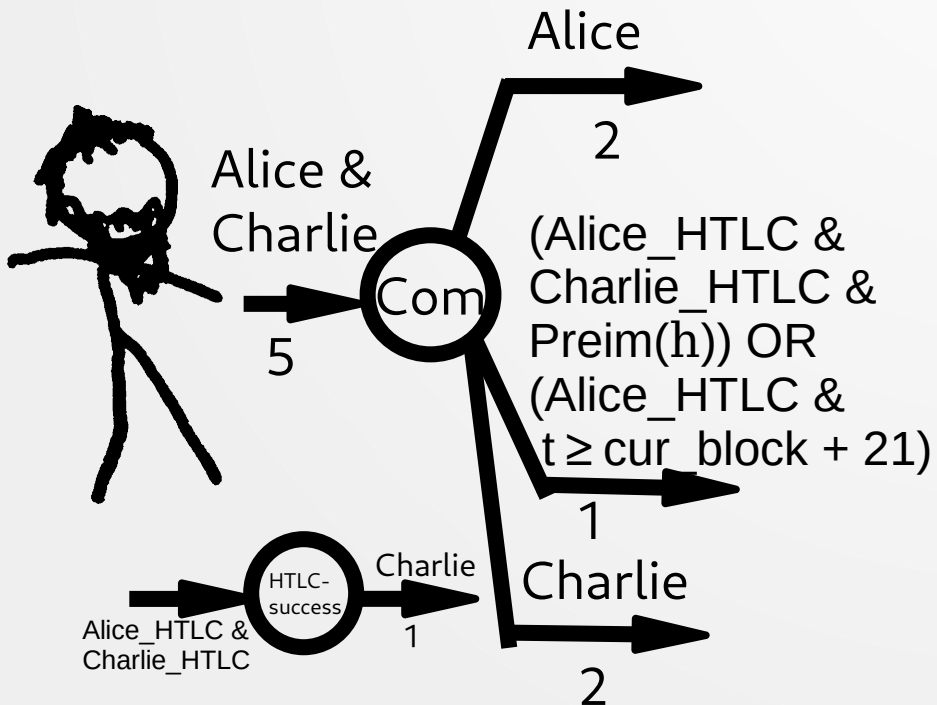 Alice
2
Alice &
Charlie
5
Com
(Alice_HTLC &
Charlie_HTLC &
Preim(h)) OR
(Alice_HTLC &
t ≥ cur_block + 21)
1
Charlie
2
HTLC-
success
Alice_HTLC &
Charlie_HTLC
Charlie
1